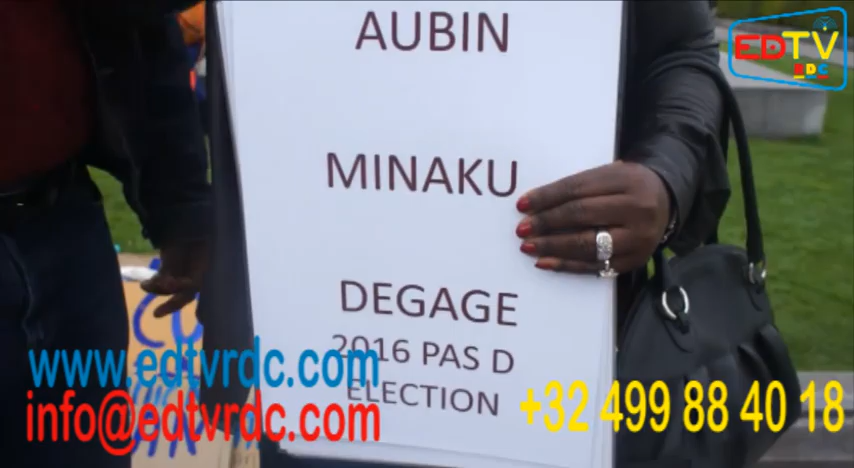 AUBIN
EDTV
RDC
MINAKU
DEGAGE
2016 PAS D
ELECTION
www.edtvrdc.com
info@edtvrdc.com
+32 499 88 40 18